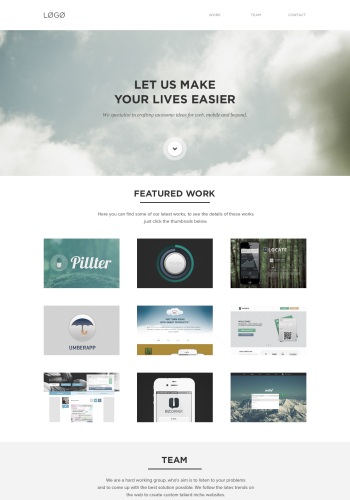 LØGØ
WORK TEAM CONTACT
LET US MAKE
YOUR LIVES EASIER
We specialize in crafting awesome ideas for web, mobile and beyond.
FEATURED WORK
Here you can find some of our latest works, to see the details of these works
just click the thumbnails below.
Pillter
LOCATE
UMBERAPP
TEAM
We are a hard working group, who's aim is to listen to your problems
and to come up with the best solution possible. We follow the lates trends on
the web to create custom tailerd niche websites.